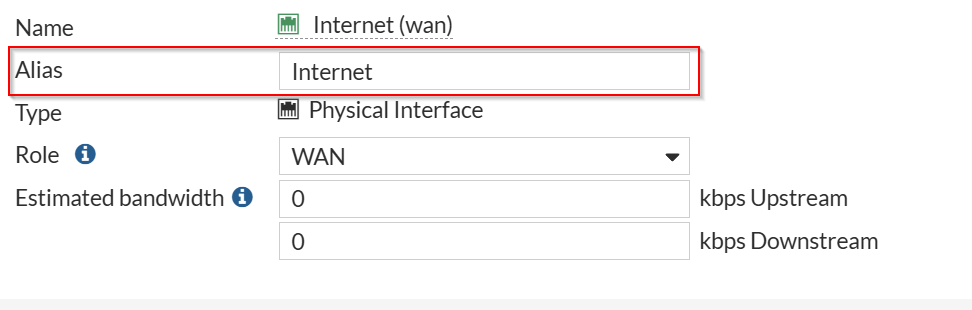 Name Internet (wan)
Alias Internet
Type Physical Interface
Role WAN
Estimated bandwidth 0 kbps Upstream
0 kbps Downstream